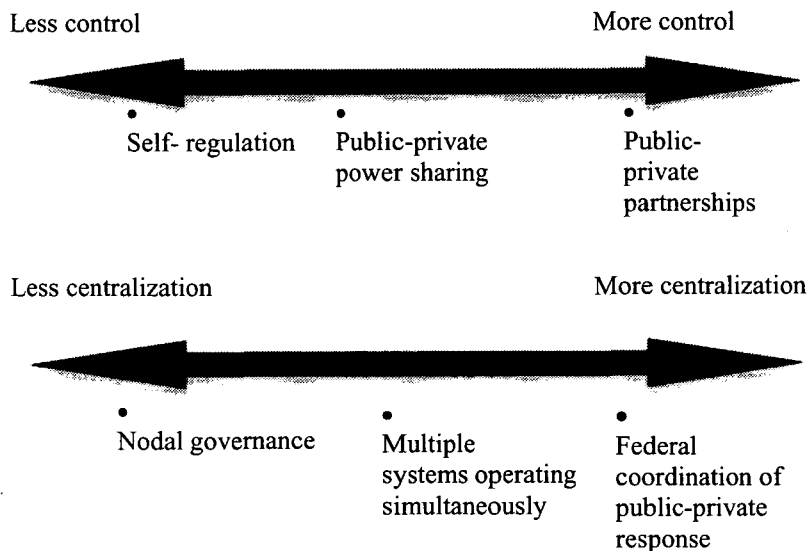 Less control
More control
Self- regulation
Public-private
power sharing
Public-
private
partnerships
Less centralization
More centralization
Nodal governance
Multiple
systems operating
simultaneously
Federal
coordination of
public-private
response